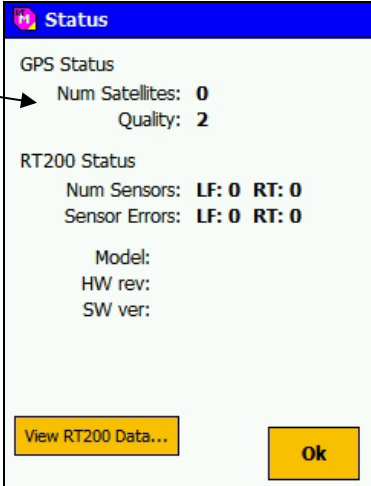 RT
M
Status
GPS Status
Num Satellites: 0
Quality: 2
RT200 Status
Num Sensors: LF: 0 RT: 0
Sensor Errors: LF: 0 RT: 0
Model:
HW rev:
SW ver:
View RT200 Data...
Ok